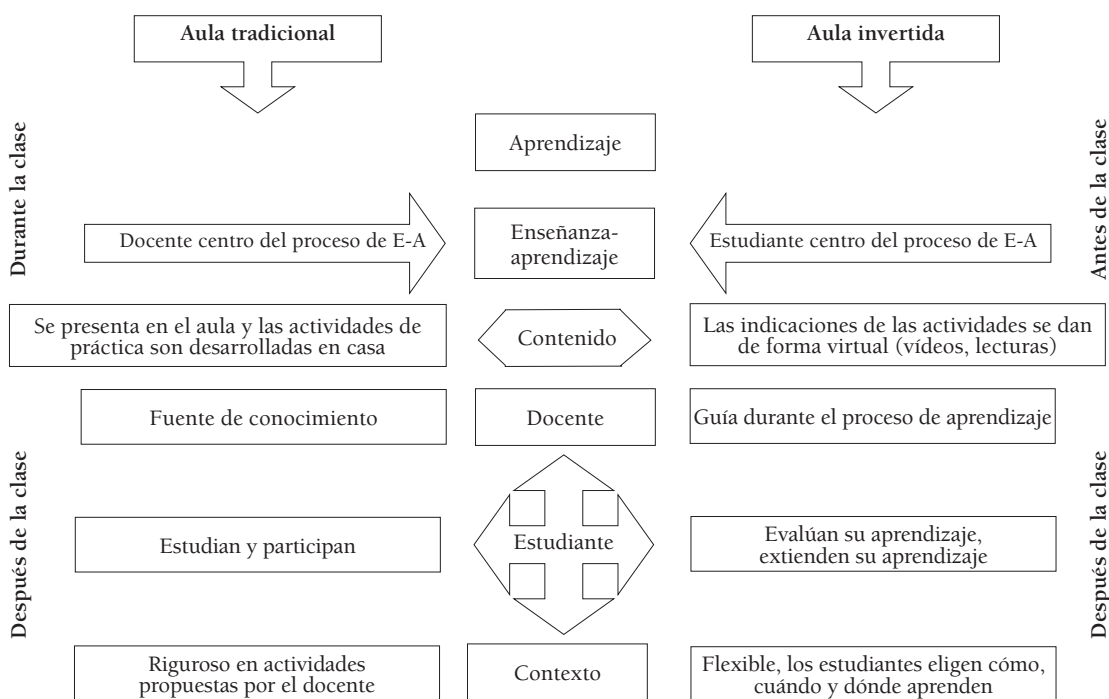 Aula tradicional
Aula invertida
Durante la clase
Antes de la clase
Aprendizaje
Docente centro del proceso de E-A
Enseñanza-
aprendizaje
Estudiante centro del proceso de E-A
Se presenta en el aula y las actividades de
práctica son desarrolladas en casa
Contenido
Las indicaciones de las actividades se dan
de forma virtual (vídeos, lecturas)
Fuente de conocimiento
Docente
Guía durante el proceso de aprendizaje
Después de la clase
Después de la clase
Estudian y participan
Estudiante
Evalúan su aprendizaje,
extienden su aprendizaje
Riguroso en actividades
propuestas por el docente
Contexto
Flexible, los estudiantes eligen cómo,
cuándo y dónde aprenden